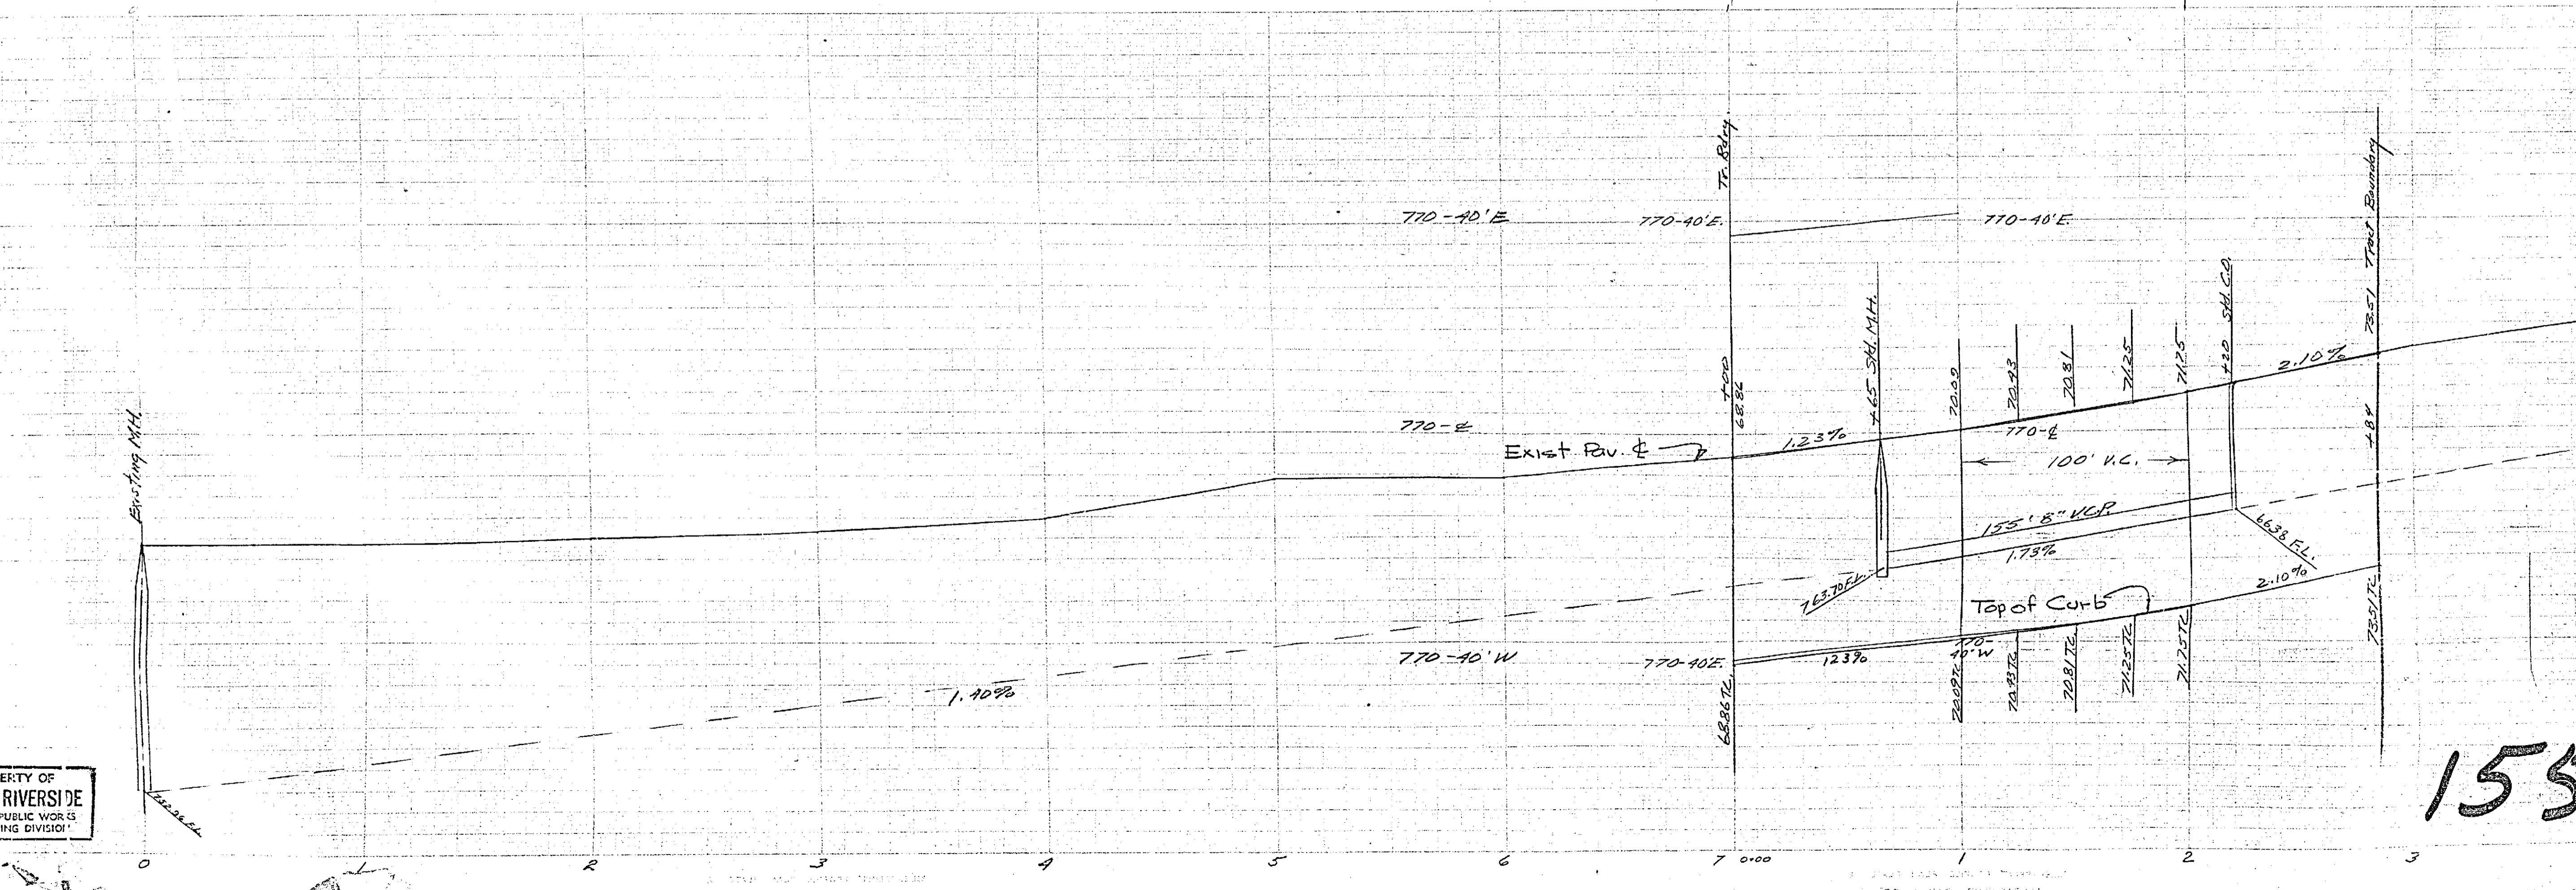 Existing M.H.
770-40'E
770-40'E.
770-40'E.
Tr. Bdry.
+00
68.86
+65 Std. M.H.
70.09
70.43
70.81
71.25
71.75
+20 Std. C.O.
73.51 Tract Boundary
+84
770-℄
Exist Pav. ℄
1.23%
770-℄
2.10%
100' V.C.
155' 8" V.C.P.
1.73%
763.70 F.L.
66.38 F.L.
2.10%
Top of Curb
770-40'W
770-40'E.
1.23%
770-
40'W
1.40%
68.86 T.C.
70.09 T.C.
70.43 T.C.
70.81 T.C.
71.25 T.C.
71.75 T.C.
73.51 T.C.
ERTY OF
RIVERSIDE
PUBLIC WORKS
ING DIVISION
155
0
1
2
3
4
5
6
7 0+00
1
2
3